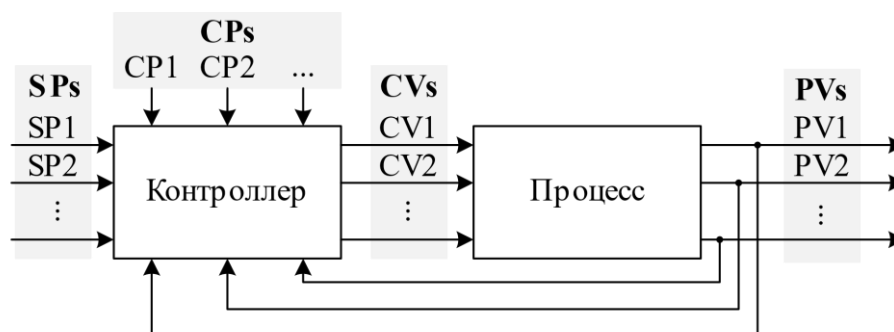 CPs
CP1 CP2 ...
SPs
SP1
SP2
⋮
Контроллер
CVs
CV1
CV2
⋮
Процесс
PVs
PV1
PV2
⋮